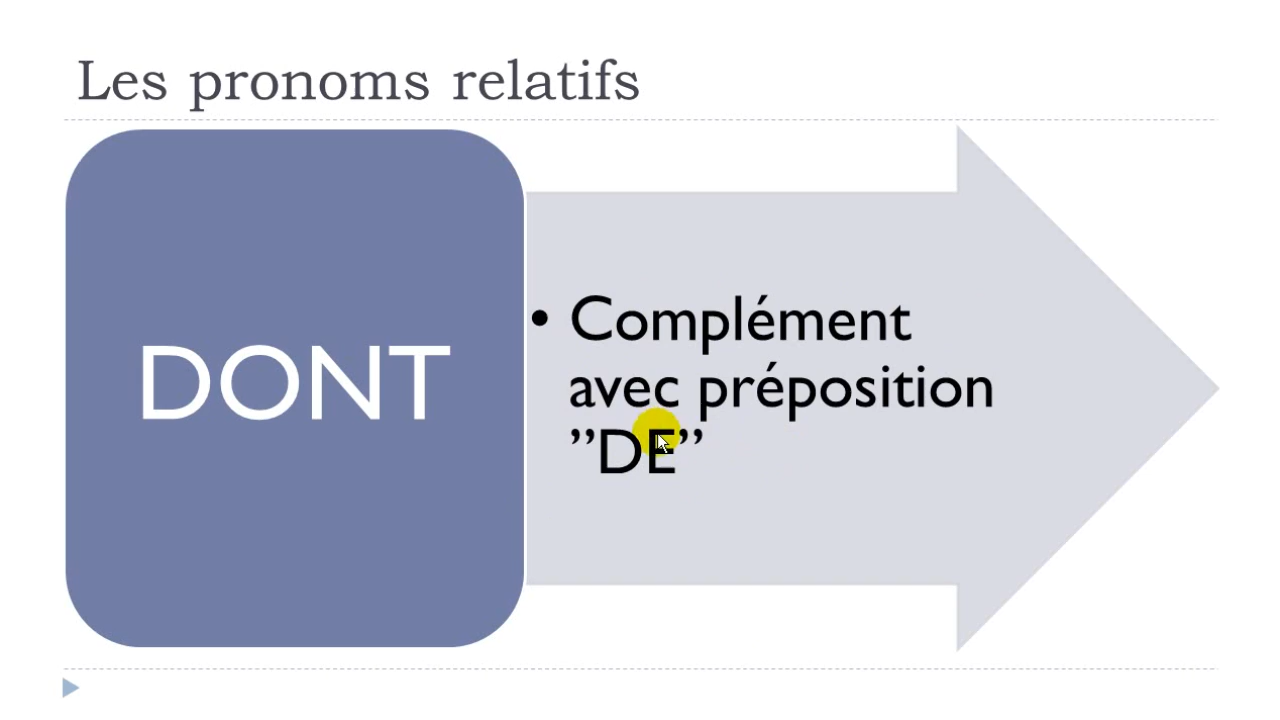 Les pronoms relatifs
DONT
• Complément
avec préposition
”DE”